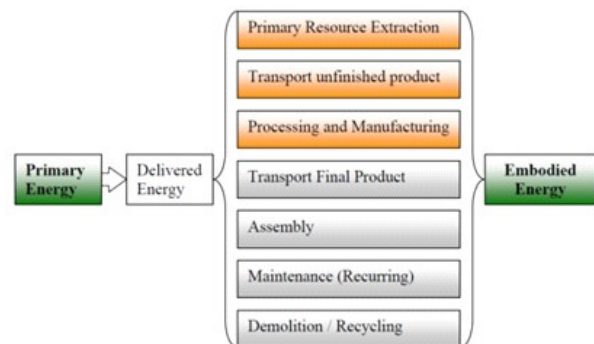 Primary Resource Extraction
Transport unfinished product
Processing and Manufacturing
Primary
Energy
Delivered
Energy
Transport Final Product
Embodied
Energy
Assembly
Maintenance (Recurring)
Demolition / Recycling